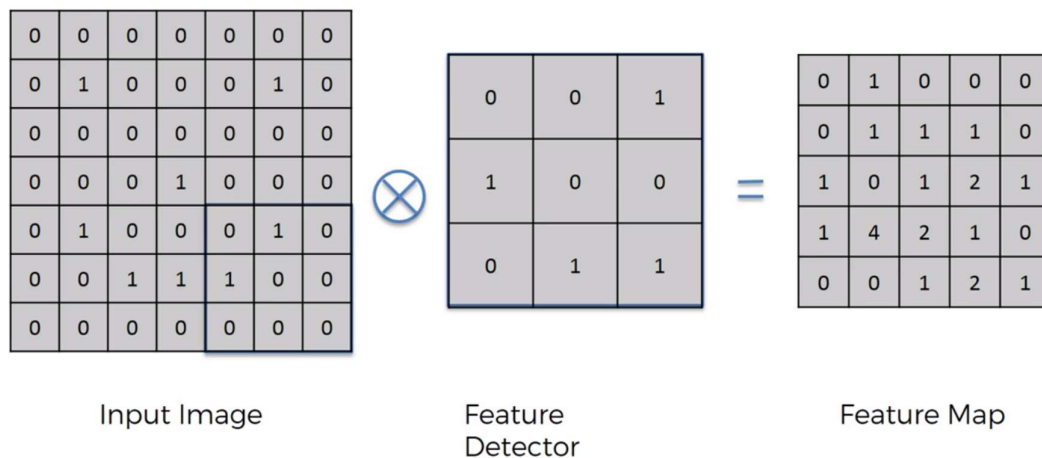 0 0 0 0 0 0 0
0 1 0 0 0 1 0
0 0 0 0 0 0 0
0 0 0 1 0 0 0
0 1 0 0 0 1 0
0 0 1 1 1 0 0
0 0 0 0 0 0 0
Input Image
0 0 1
1 0 0
0 1 1
Feature
Detector
=
0 1 0 0 0
0 1 1 1 0
1 0 1 2 1
1 4 2 1 0
0 0 1 2 1
Feature Map